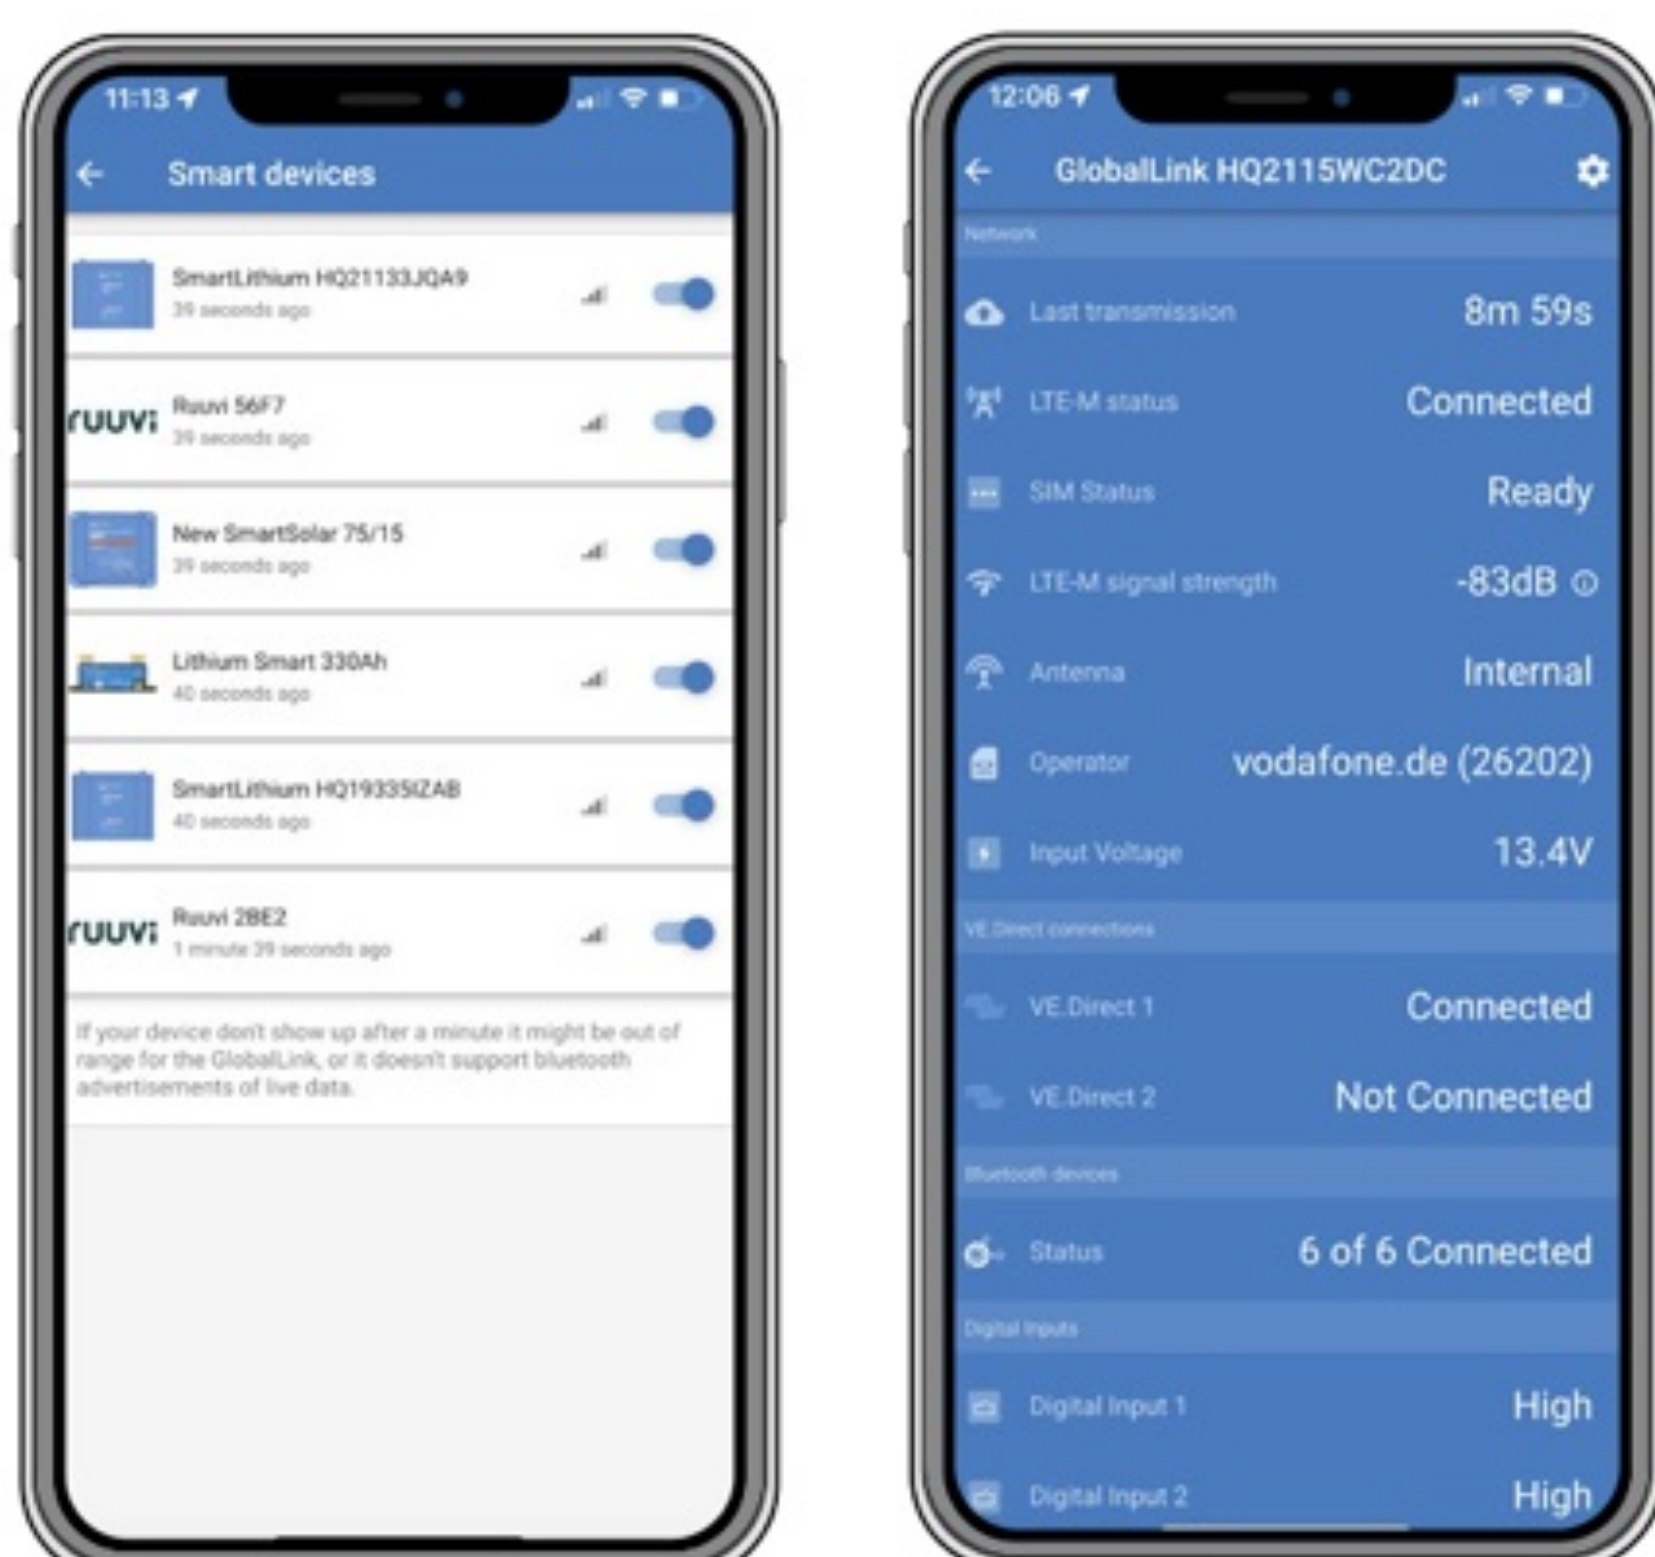 11:13
Smart devices
SmartLithium HQ21133JQA9
39 seconds ago
ruuvi
Ruuvi 56F7
39 seconds ago
New SmartSolar 75/15
39 seconds ago
Lithium Smart 330Ah
40 seconds ago
SmartLithium HQ19335IZAB
40 seconds ago
ruuvi
Ruuvi 2BE2
1 minute 39 seconds ago
If your device don't show up after a minute it might be out of
range for the GlobalLink, or it doesn't support bluetooth
advertisements of live data.
12:06
GlobalLink HQ2115WC2DC
Network
Last transmission 8m 59s
LTE-M status Connected
SIM Status Ready
LTE-M signal strength -83dB
Antenna Internal
Operator vodafone.de (26202)
Input Voltage 13.4V
VE.Direct connections
VE.Direct 1 Connected
VE.Direct 2 Not Connected
Bluetooth devices
Status 6 of 6 Connected
Digital Inputs
Digital Input 1 High
Digital Input 2 High